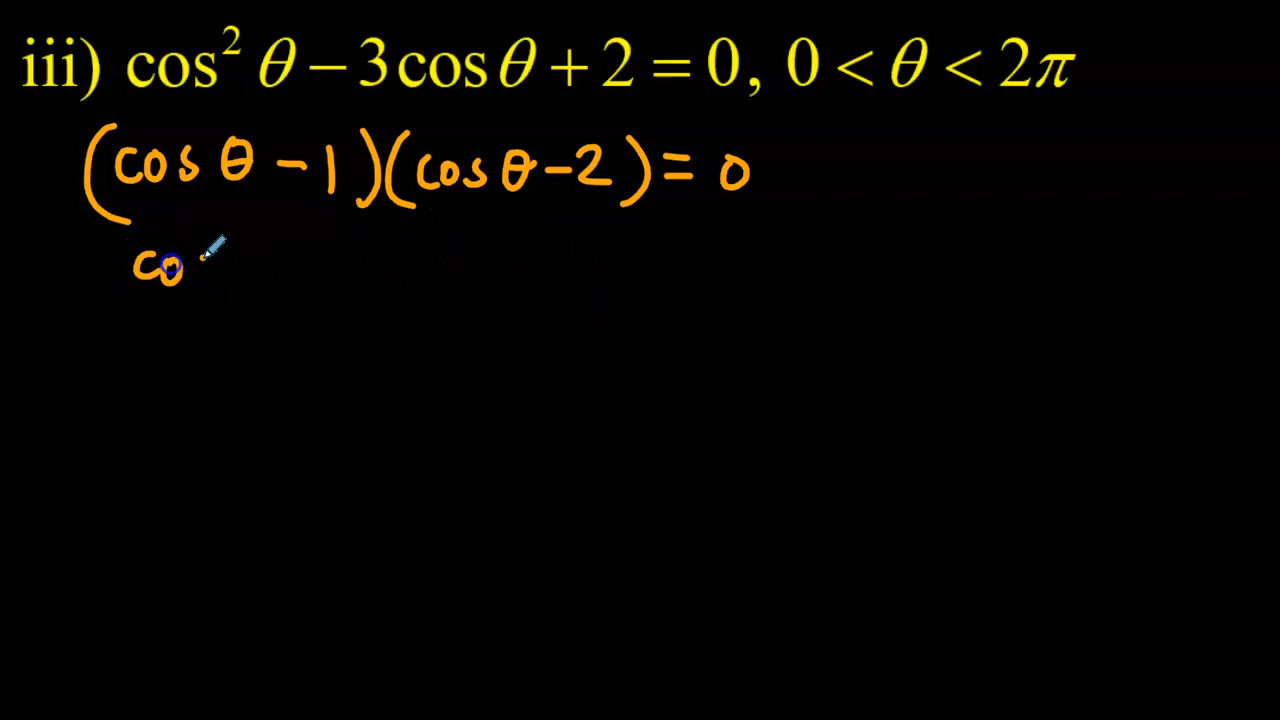 iii) cos² θ − 3cos θ + 2 = 0, 0 < θ < 2π
(cos θ − 1)(cos θ − 2) = 0
co